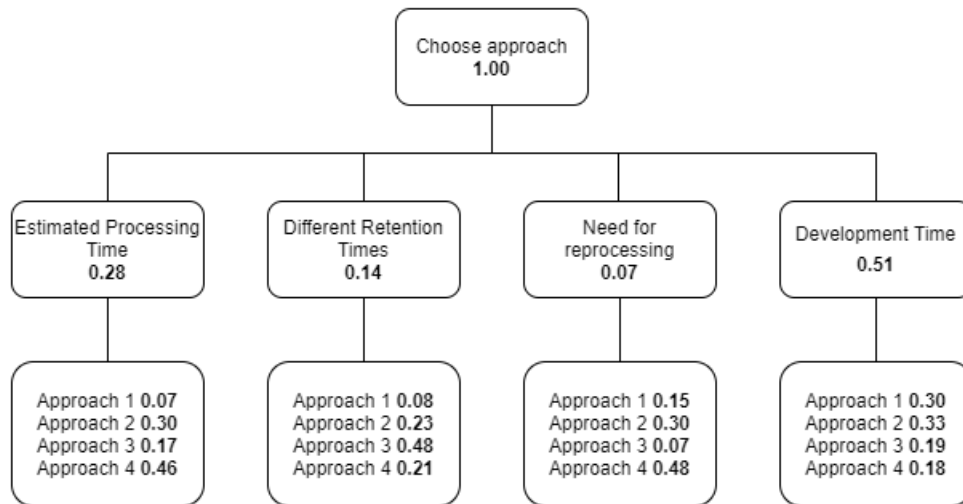 Choose approach
1.00
Estimated Processing
Time
0.28
Different Retention
Times
0.14
Need for
reprocessing
0.07
Development Time
0.51
Approach 1 0.07
Approach 2 0.30
Approach 3 0.17
Approach 4 0.46
Approach 1 0.08
Approach 2 0.23
Approach 3 0.48
Approach 4 0.21
Approach 1 0.15
Approach 2 0.30
Approach 3 0.07
Approach 4 0.48
Approach 1 0.30
Approach 2 0.33
Approach 3 0.19
Approach 4 0.18